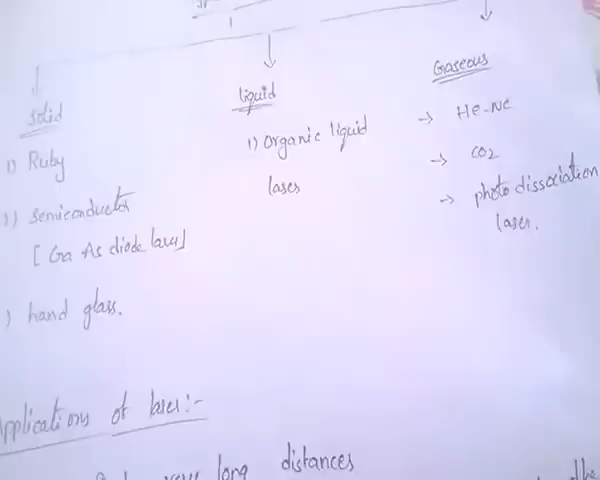 solid
1) Ruby
2) semiconductor
[Ga As diode laser]
) hand glass.
liquid
1) Organic liquid
lases
Gaseous
→ He-Ne
→ CO2
→ photo dissociation
laser.
Applications of laser:-
very long distances
the